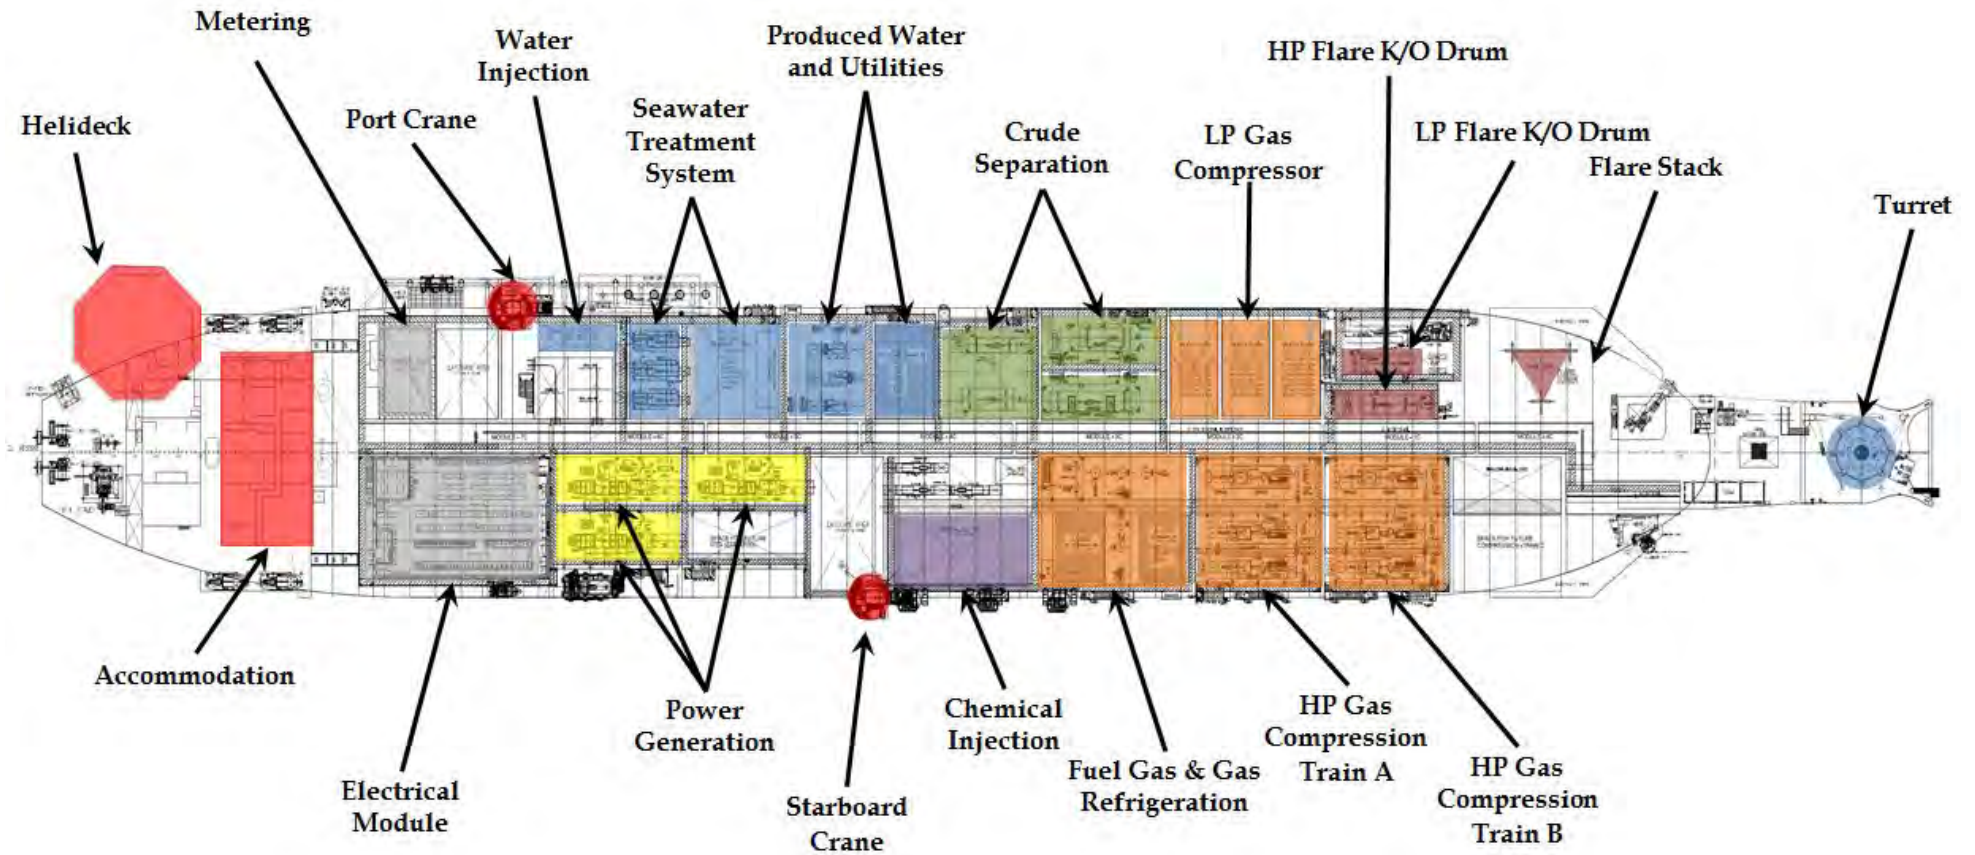 Metering
Water
Injection
Produced Water
and Utilities
HP Flare K/O Drum
Helideck
Port Crane
Seawater
Treatment
System
Crude
Separation
LP Gas
Compressor
LP Flare K/O Drum
Flare Stack
Turret
Accommodation
Electrical
Module
Power
Generation
Starboard
Crane
Chemical
Injection
Fuel Gas & Gas
Refrigeration
HP Gas
Compression
Train A
HP Gas
Compression
Train B